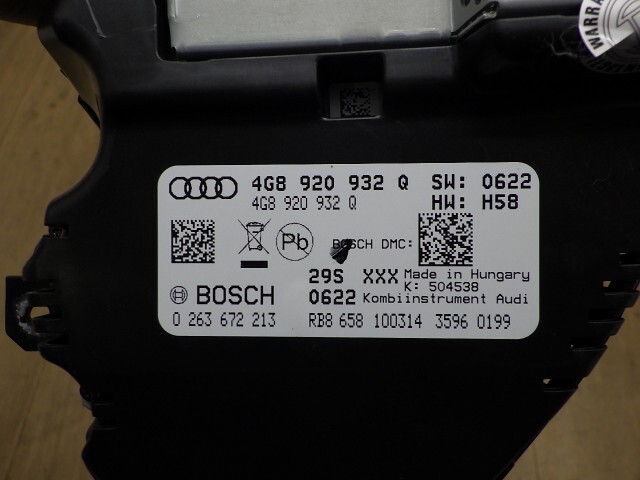 WARRA
4G8 920 932 Q SW: 0622
4G8 920 932 Q HW: H58
Pb BOSCH DMC:
29S XXX Made in Hungary
K: 504538
BOSCH 0622 Kombiinstrument Audi
0 263 672 213 RB8 658 100314 3596 0199